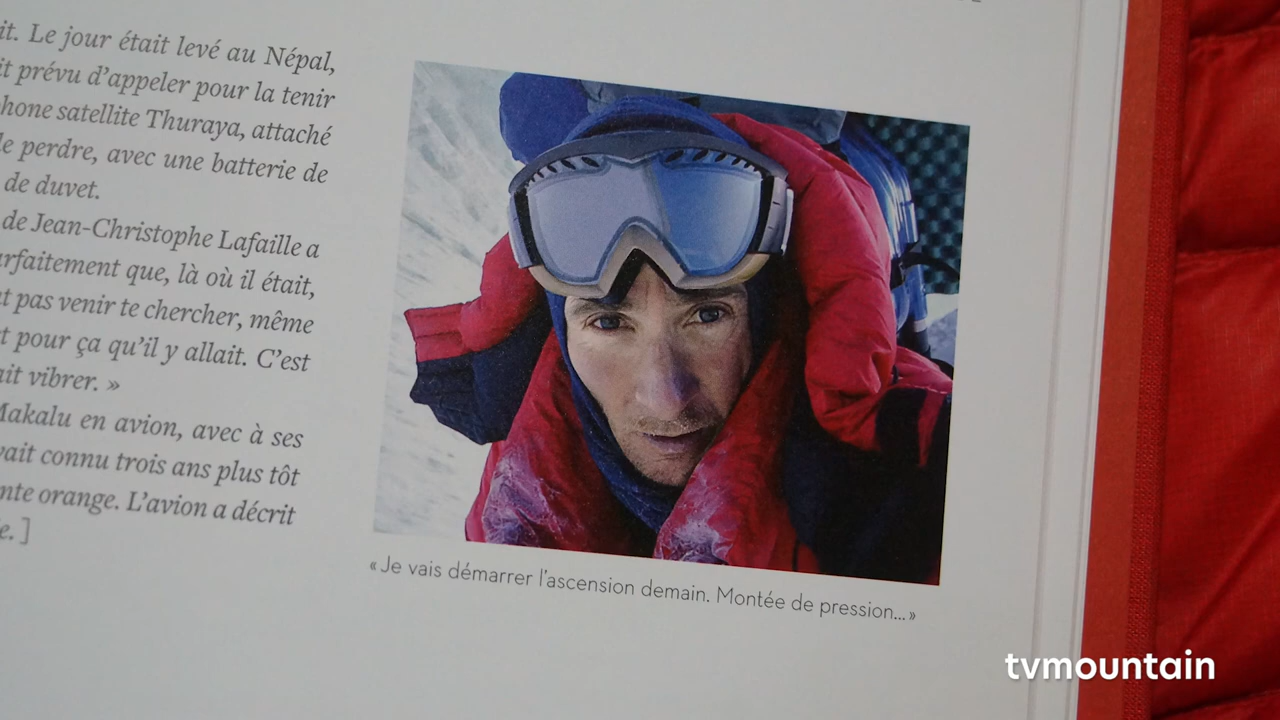 it. Le jour était levé au Népal,
it prévu d'appeler pour la tenir
phone satellite Thuraya, attaché
le perdre, avec une batterie de
de duvet.
de Jean-Christophe Lafaille a
rfaitement que, là où il était,
t pas venir te chercher, même
t pour ça qu'il y allait. C'est
ait vibrer. »
Makalu en avion, avec à ses
vait connu trois ans plus tôt
nte orange. L'avion a décrit
e. ]
« Je vais démarrer l'ascension demain. Montée de pression... »
tvmountain